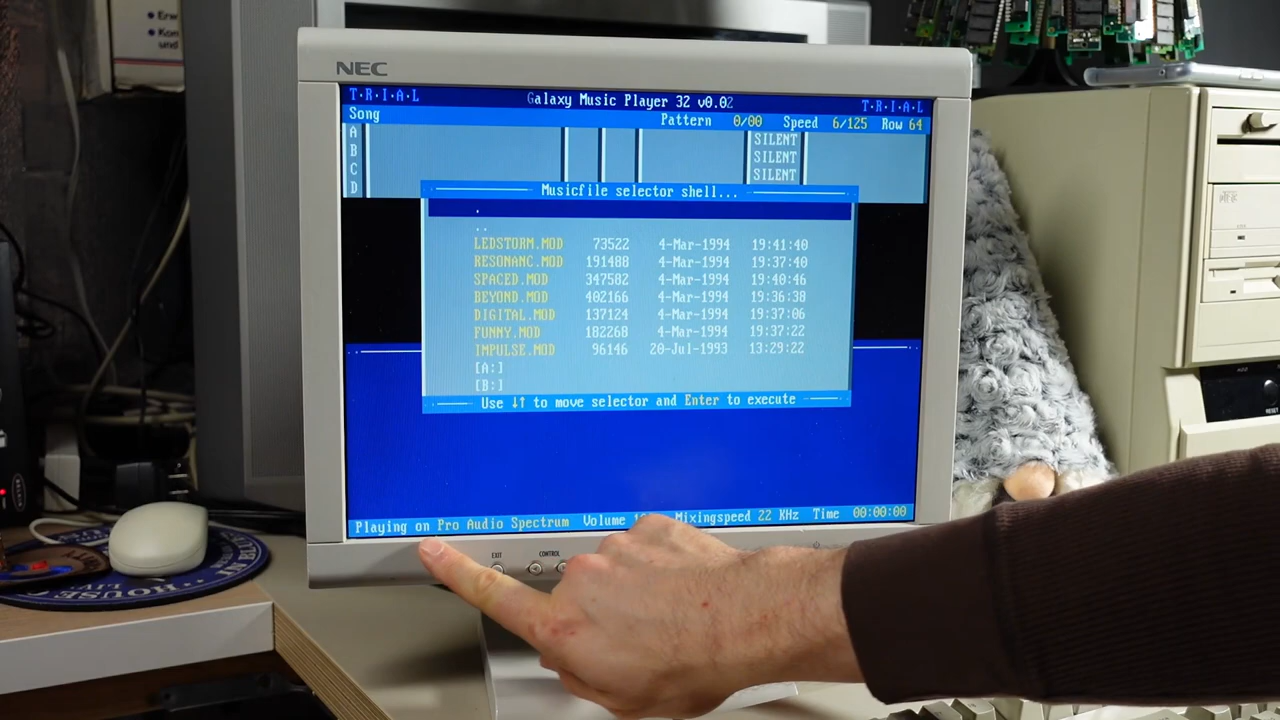 Erw
Kon
und
NEC
T·R·I·A·L Galaxy Music Player 32 v0.02 T·R·I·A·L
Song Pattern 0/00 Speed 6/125 Row 64
A SILENT
B SILENT
C SILENT
D
Musicfile selector shell...
.
..
LEDSTORM.MOD 73522 4-Mar-1994 19:41:40
RESONANC.MOD 191488 4-Mar-1994 19:37:40
SPACED.MOD 347582 4-Mar-1994 19:40:46
BEYOND.MOD 402166 4-Mar-1994 19:36:38
DIGITAL.MOD 137124 4-Mar-1994 19:37:06
FUNNY.MOD 182268 4-Mar-1994 19:37:22
IMPULSE.MOD 96146 20-Jul-1993 13:29:22
[A:]
[B:]
Use ↓↑ to move selector and Enter to execute
Playing on Pro Audio Spectrum Volume Mixingspeed 22 KHz Time 00:00:00
EXIT CONTROL
HOUSE
RESET